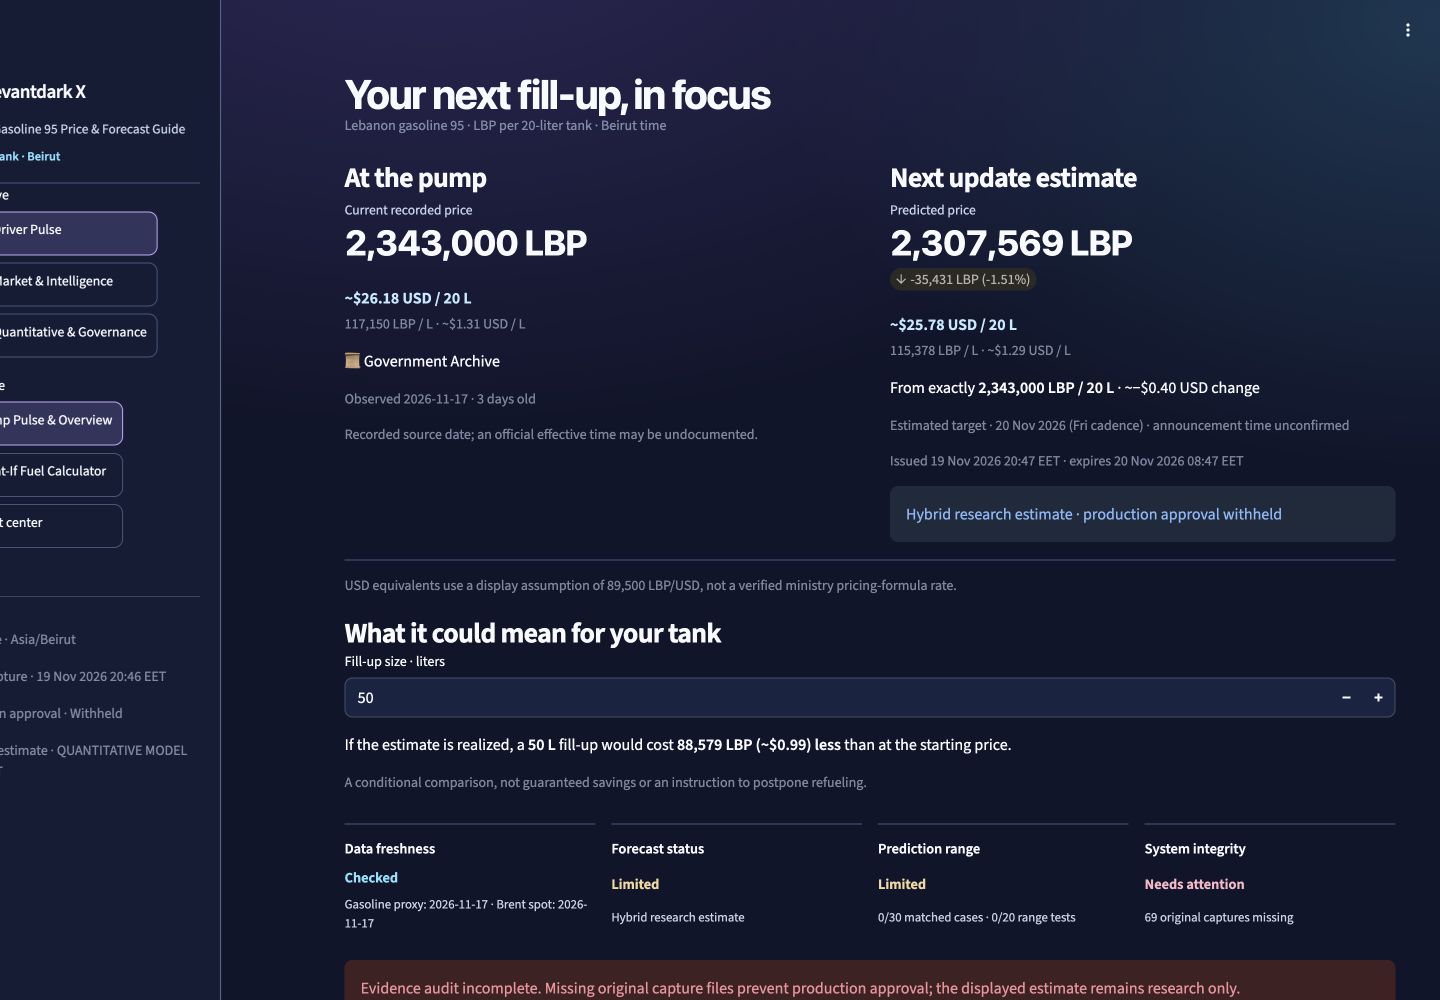 evantdark X
asoline 95 Price & Forecast Guide
ank · Beirut
ve
Driver Pulse
Market & Intelligence
Quantitative & Governance
e
mp Pulse & Overview
at-If Fuel Calculator
t center
e · Asia/Beirut
pture · 19 Nov 2026 20:46 EET
n approval · Withheld
estimate · QUANTITATIVE MODEL
T
Your next fill-up, in focus
Lebanon gasoline 95 · LBP per 20-liter tank · Beirut time
At the pump
Current recorded price
2,343,000 LBP
~$26.18 USD / 20 L
117,150 LBP / L · ~$1.31 USD / L
Government Archive
Observed 2026-11-17 · 3 days old
Recorded source date; an official effective time may be undocumented.
Next update estimate
Predicted price
2,307,569 LBP
↓ -35,431 LBP (-1.51%)
~$25.78 USD / 20 L
115,378 LBP / L · ~$1.29 USD / L
From exactly 2,343,000 LBP / 20 L · ~−$0.40 USD change
Estimated target · 20 Nov 2026 (Fri cadence) · announcement time unconfirmed
Issued 19 Nov 2026 20:47 EET · expires 20 Nov 2026 08:47 EET
Hybrid research estimate · production approval withheld
USD equivalents use a display assumption of 89,500 LBP/USD, not a verified ministry pricing-formula rate.
What it could mean for your tank
Fill-up size · liters
50
− +
If the estimate is realized, a 50 L fill-up would cost 88,579 LBP (~$0.99) less than at the starting price.
A conditional comparison, not guaranteed savings or an instruction to postpone refueling.
Data freshness
Checked
Gasoline proxy: 2026-11-17 · Brent spot: 2026-
11-17
Forecast status
Limited
Hybrid research estimate
Prediction range
Limited
0/30 matched cases · 0/20 range tests
System integrity
Needs attention
69 original captures missing
Evidence audit incomplete. Missing original capture files prevent production approval; the displayed estimate remains research only.